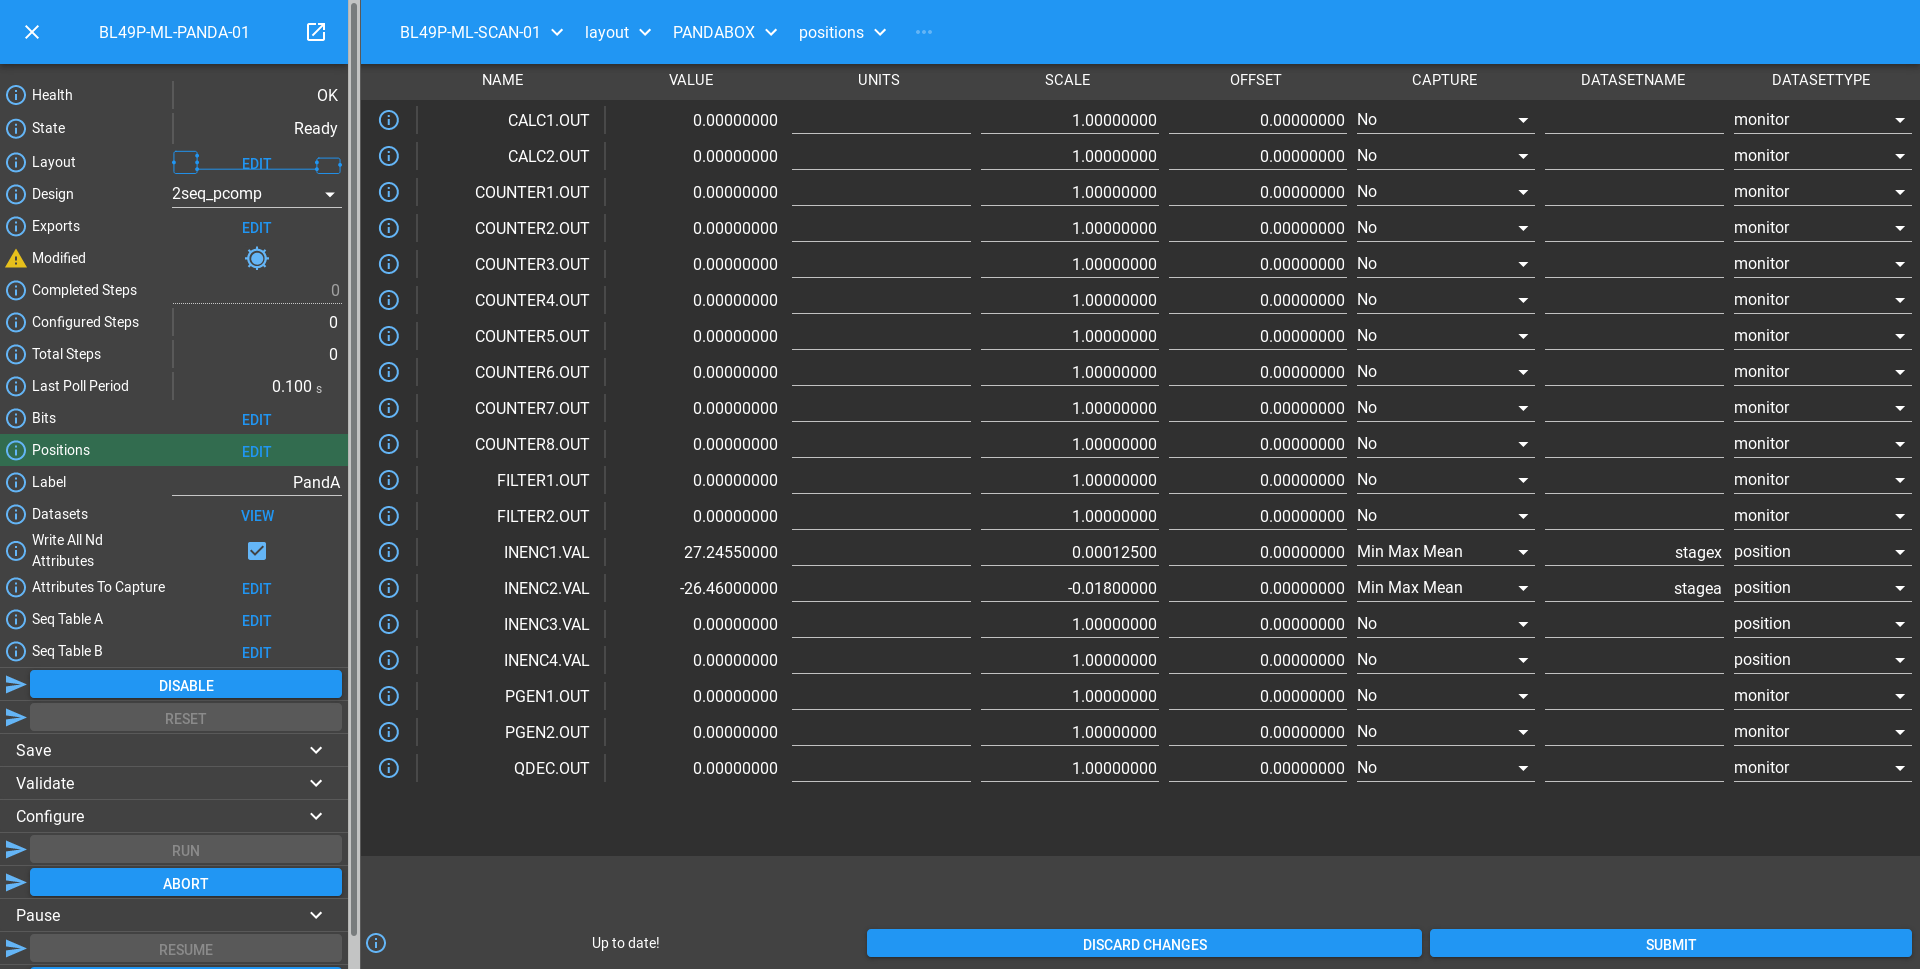 BL49P-ML-PANDA-01
Health OK
State Ready
Layout EDIT
Design 2seq_pcomp
Exports EDIT
Modified
Completed Steps 0
Configured Steps 0
Total Steps 0
Last Poll Period 0.100 s
Bits EDIT
Positions EDIT
Label PandA
Datasets VIEW
Write All Nd
Attributes
Attributes To Capture EDIT
Seq Table A EDIT
Seq Table B EDIT
DISABLE
RESET
Save
Validate
Configure
RUN
ABORT
Pause
RESUME
BL49P-ML-SCAN-01 layout PANDABOX positions
NAME VALUE UNITS SCALE OFFSET CAPTURE DATASETNAME DATASETTYPE
CALC1.OUT 0.00000000 1.00000000 0.00000000 No monitor
CALC2.OUT 0.00000000 1.00000000 0.00000000 No monitor
COUNTER1.OUT 0.00000000 1.00000000 0.00000000 No monitor
COUNTER2.OUT 0.00000000 1.00000000 0.00000000 No monitor
COUNTER3.OUT 0.00000000 1.00000000 0.00000000 No monitor
COUNTER4.OUT 0.00000000 1.00000000 0.00000000 No monitor
COUNTER5.OUT 0.00000000 1.00000000 0.00000000 No monitor
COUNTER6.OUT 0.00000000 1.00000000 0.00000000 No monitor
COUNTER7.OUT 0.00000000 1.00000000 0.00000000 No monitor
COUNTER8.OUT 0.00000000 1.00000000 0.00000000 No monitor
FILTER1.OUT 0.00000000 1.00000000 0.00000000 No monitor
FILTER2.OUT 0.00000000 1.00000000 0.00000000 No monitor
INENC1.VAL 27.24550000 0.00012500 0.00000000 Min Max Mean stagex position
INENC2.VAL -26.46000000 -0.01800000 0.00000000 Min Max Mean stagea position
INENC3.VAL 0.00000000 1.00000000 0.00000000 No position
INENC4.VAL 0.00000000 1.00000000 0.00000000 No position
PGEN1.OUT 0.00000000 1.00000000 0.00000000 No monitor
PGEN2.OUT 0.00000000 1.00000000 0.00000000 No monitor
QDEC.OUT 0.00000000 1.00000000 0.00000000 No monitor
Up to date! DISCARD CHANGES SUBMIT